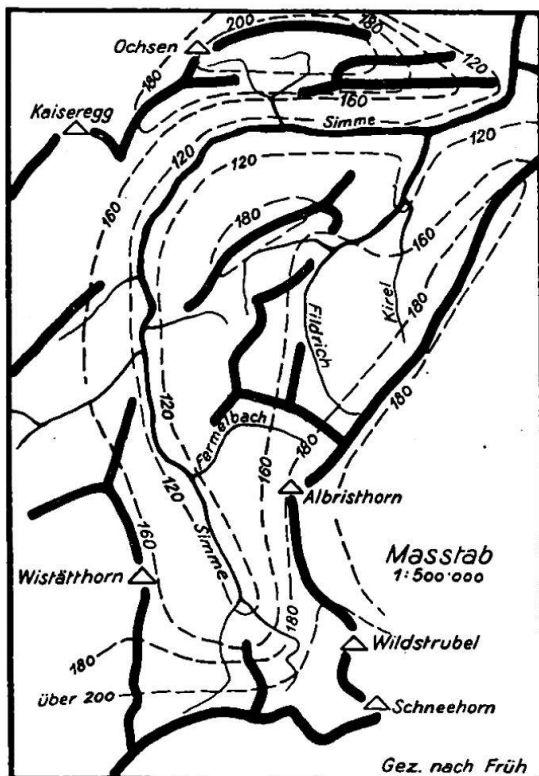 200
180
180
120
Ochsen
180
160
Kaiseregg
Simme
120
120
120
160
180
160
180
Kirel
Fildrich
180
120
Fermelbach
180
160
120
Albristhorn
Simme
160
Masstab
1:500.000
Wistätthorn
180
Wildstrubel
180
über 200
Schneehorn
Gez. nach Früh